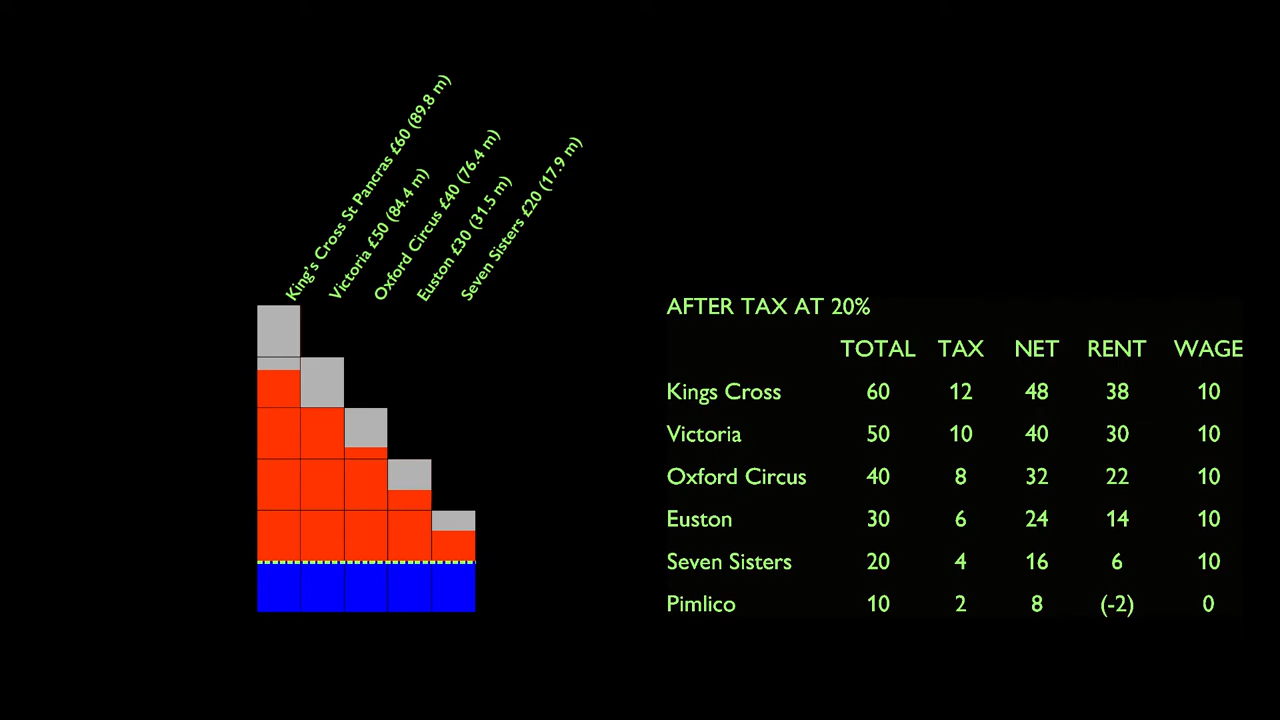 King's Cross St Pancras £60 (89.8 m)
Victoria £50 (84.4 m)
Oxford Circus £40 (76.4 m)
Euston £30 (31.5 m)
Seven Sisters £20 (17.9 m)
AFTER TAX AT 20%
TOTAL TAX NET RENT WAGE
Kings Cross 60 12 48 38 10
Victoria 50 10 40 30 10
Oxford Circus 40 8 32 22 10
Euston 30 6 24 14 10
Seven Sisters 20 4 16 6 10
Pimlico 10 2 8 (-2) 0